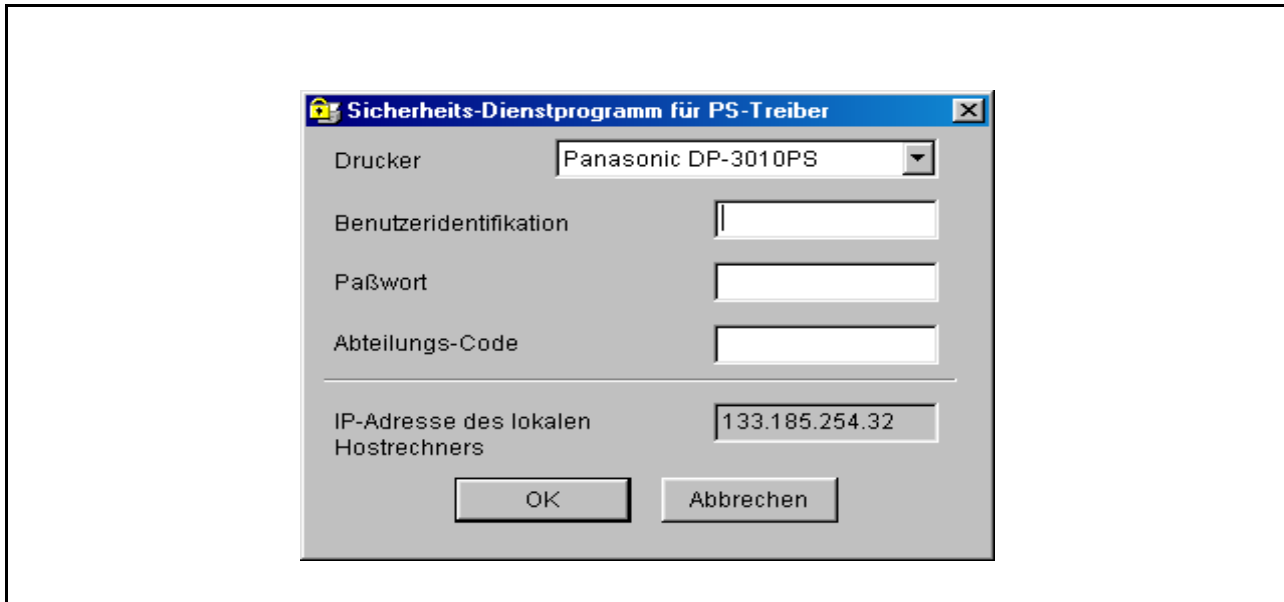 Sicherheits-Dienstprogramm für PS-Treiber
Drucker Panasonic DP-3010PS
Benutzeridentifikation
Paßwort
Abteilungs-Code
IP-Adresse des lokalen 133.185.254.32
Hostrechners
OK Abbrechen